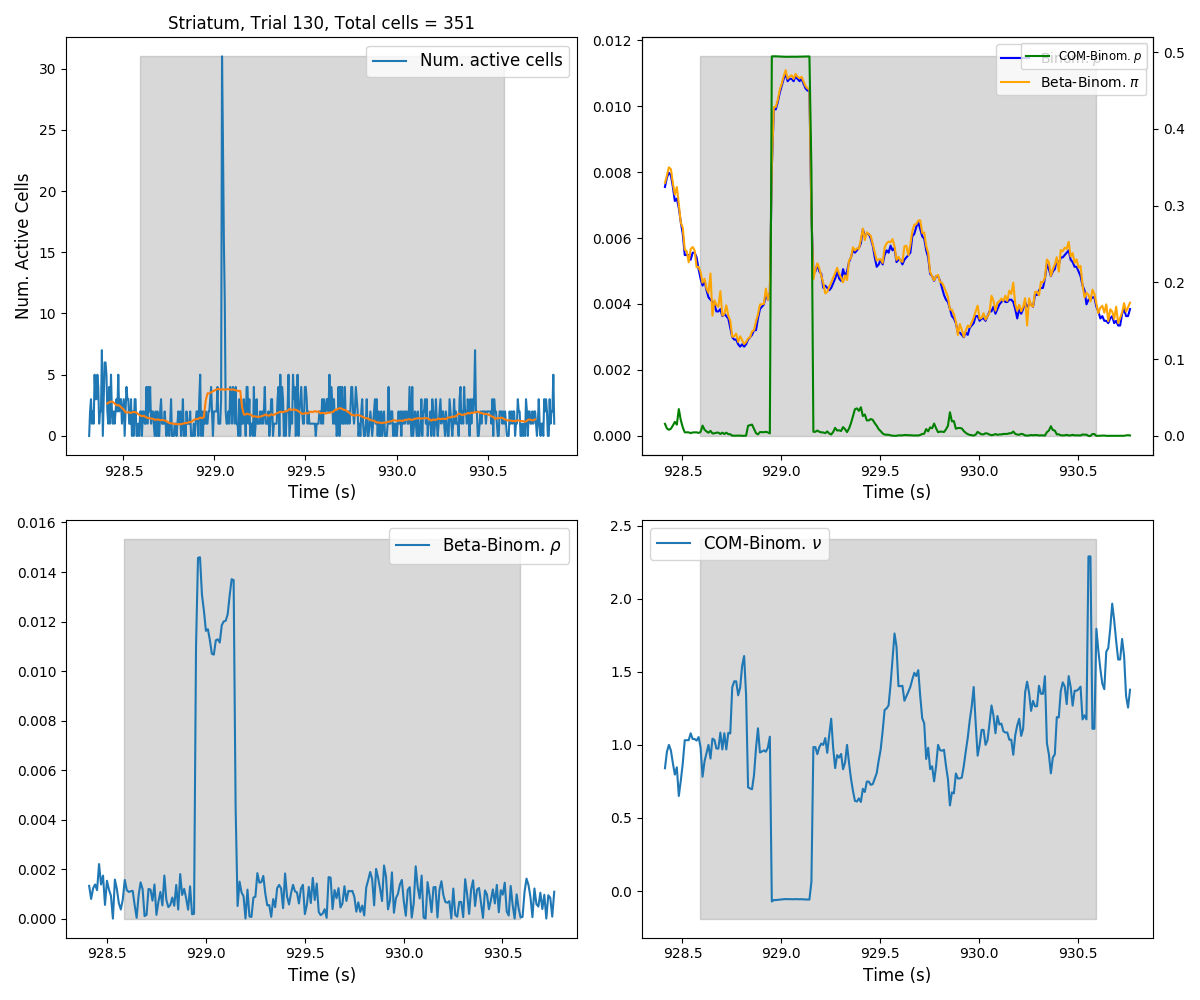 Striatum, Trial 130, Total cells = 351
Num. active cells
Num. Active Cells
30
25
20
15
10
5
0
928.5 929.0 929.5 930.0 930.5
Time (s)
COM-Binom. p
Beta-Binom. π
0.012
0.010
0.008
0.006
0.004
0.002
0.000
0.5
0.4
0.3
0.2
0.1
0.0
928.5 929.0 929.5 930.0 930.5
Time (s)
Beta-Binom. ρ
0.016
0.014
0.012
0.010
0.008
0.006
0.004
0.002
0.000
928.5 929.0 929.5 930.0 930.5
Time (s)
COM-Binom. ν
2.5
2.0
1.5
1.0
0.5
0.0
928.5 929.0 929.5 930.0 930.5
Time (s)